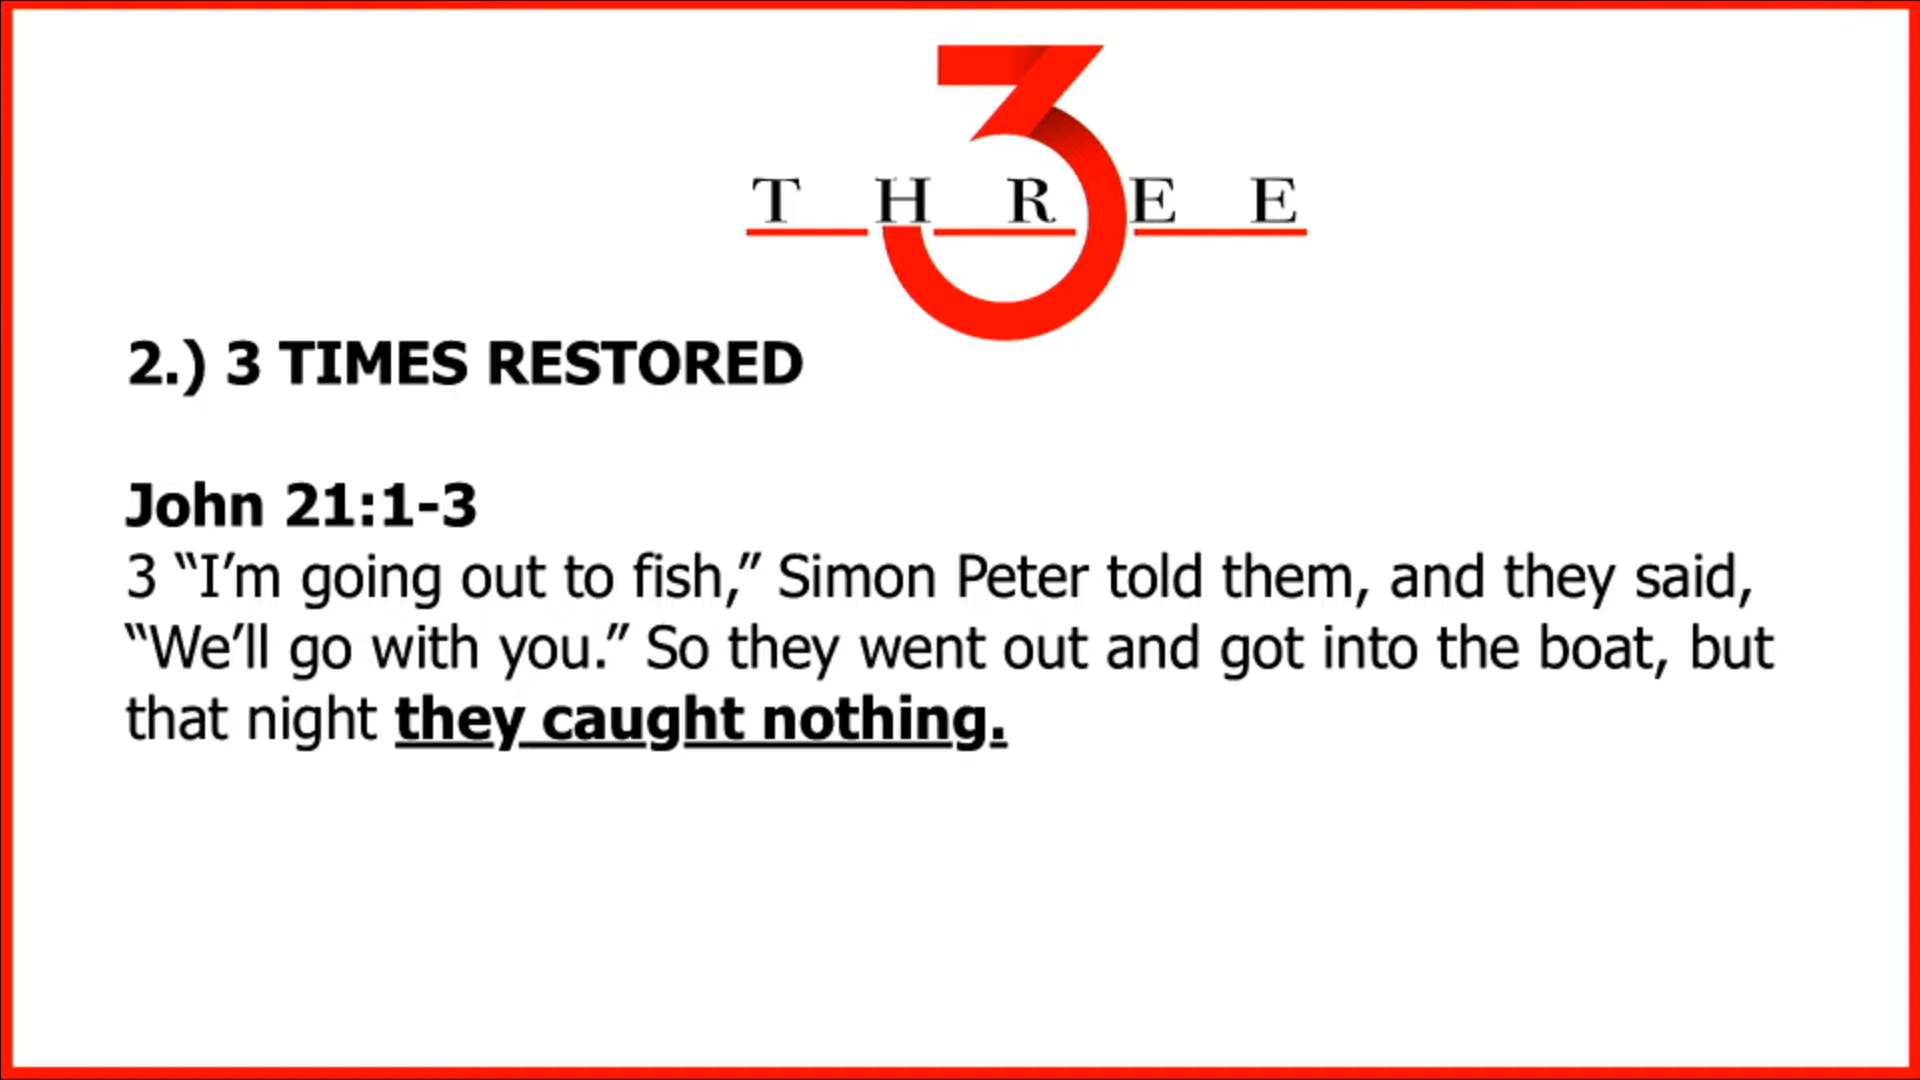 3
T H R E E
2.) 3 TIMES RESTORED
John 21:1-3
3 “I’m going out to fish,” Simon Peter told them, and they said,
“We’ll go with you.” So they went out and got into the boat, but
that night they caught nothing.